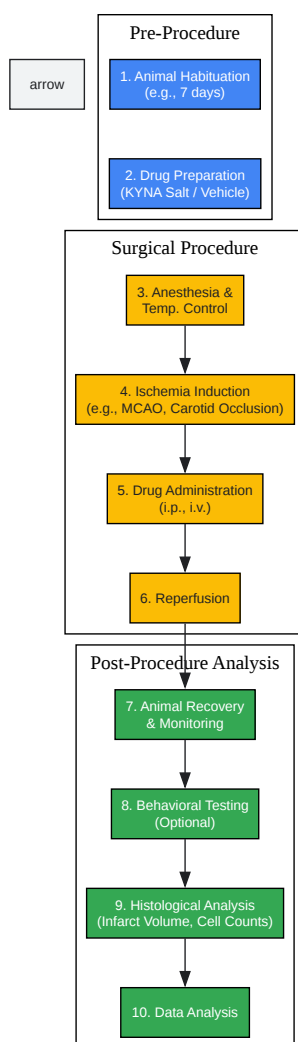 Pre-Procedure
arrow
1. Animal Habituation
(e.g., 7 days)
2. Drug Preparation
(KYNA Salt / Vehicle)
Surgical Procedure
3. Anesthesia &
Temp. Control
4. Ischemia Induction
(e.g., MCAO, Carotid Occlusion)
5. Drug Administration
(i.p., i.v.)
6. Reperfusion
Post-Procedure Analysis
7. Animal Recovery
& Monitoring
8. Behavioral Testing
(Optional)
9. Histological Analysis
(Infarct Volume, Cell Counts)
10. Data Analysis